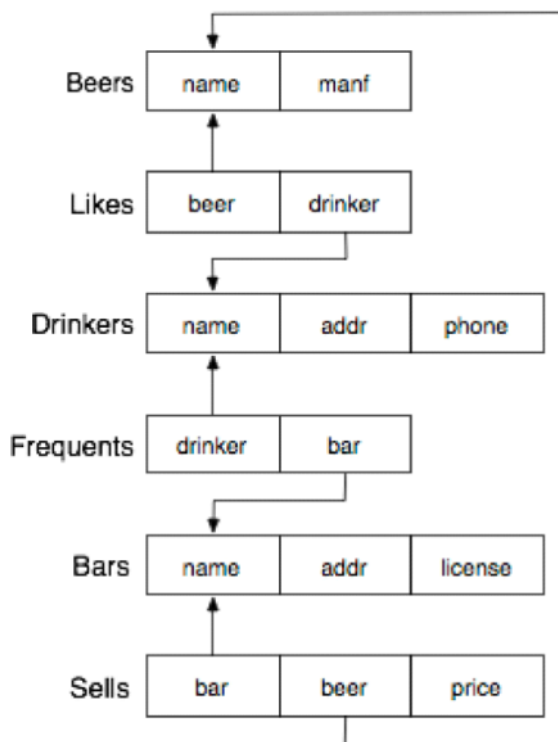 Beers name manf
Likes beer drinker
Drinkers name addr phone
Frequents drinker bar
Bars name addr license
Sells bar beer price